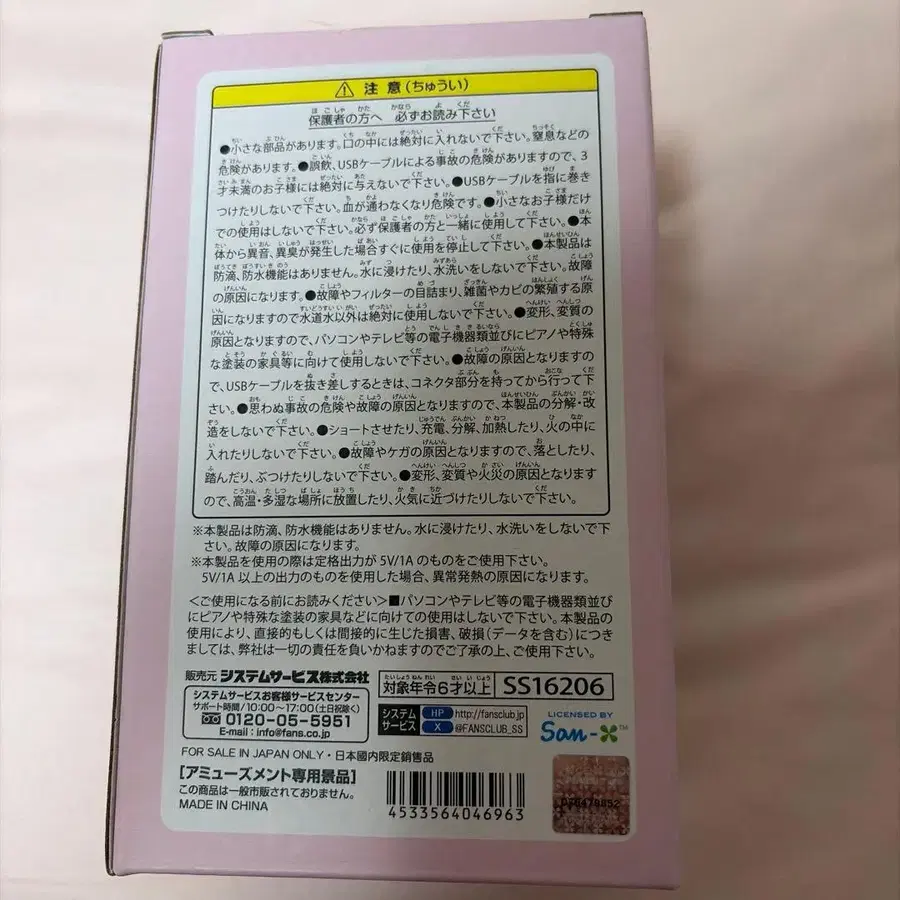 注意(ちゅうい)
保護者の方へ 必ずお読み下さい
●小さな部品があります。口の中には絶対に入れないで下さい。窒息などの
危険があります。●誤飲、USBケーブルによる事故の危険がありますので、3
才未満のお子様には絶対に与えないで下さい。●USBケーブルを指に巻き
つけたりしないで下さい。血が通わなくなり危険です。●小さなお子様だけ
での使用はしないで下さい。必ず保護者の方と一緒に使用して下さい。●本
体から異音、異臭が発生した場合すぐに使用を停止して下さい。●本製品は
防滴、防水機能はありません。水に浸けたり、水洗いをしないで下さい。故障
の原因になります。●故障やフィルターの目詰まり、雑菌やカビの繁殖する原
因になりますので水道水以外は絶対に使用しないで下さい。●変形、変質の
原因となりますので、パソコンやテレビ等の電子機器類並びにピアノや特殊
な塗装の家具等に向けて使用しないで下さい。●故障の原因となりますの
で、USBケーブルを抜き差しするときは、コネクタ部分を持ってから行って下
さい。●思わぬ事故の危険や故障の原因となりますので、本製品の分解・改
造をしないで下さい。●ショートさせたり、充電、分解、加熱したり、火の中に
入れたりしないで下さい。●故障やケガの原因となりますので、落としたり、
踏んだり、ぶつけたりしないで下さい。●変形、変質や火災の原因となります
ので、高温・多湿な場所に放置したり、火気に近づけたりしないで下さい。
※本製品は防滴、防水機能はありません。水に浸けたり、水洗いをしないで下
さい。故障の原因になります。
※本製品を使用の際は定格出力が 5V/1A のものをご使用下さい。
5V/1A 以上の出力のものを使用した場合、異常発熱の原因になります。
<ご使用になる前にお読みください>■パソコンやテレビ等の電子機器類並び
にピアノや特殊な塗装の家具などに向けての使用はしないで下さい。本製品の
使用により、直接的もしくは間接的に生じた損害、破損(データを含む)につき
ましては、弊社は一切の責任を負いかねますのでご了承の上、ご使用下さい。
販売元 システムサービス株式会社
対象年令6才以上 SS16206
システムサービスお客様サービスセンター
サポート時間/10:00～17:00(土日祝除く)
0120-05-5951
E-mail : info@fans.co.jp
システムサービス
HP http://fansclub.jp
X @FANSCLUB_SS
LICENSED BY
San-X™
FOR SALE IN JAPAN ONLY・日本國内限定銷售品
[アミューズメント専用景品]
この商品は一般市販されておりません。
MADE IN CHINA
4533564046963